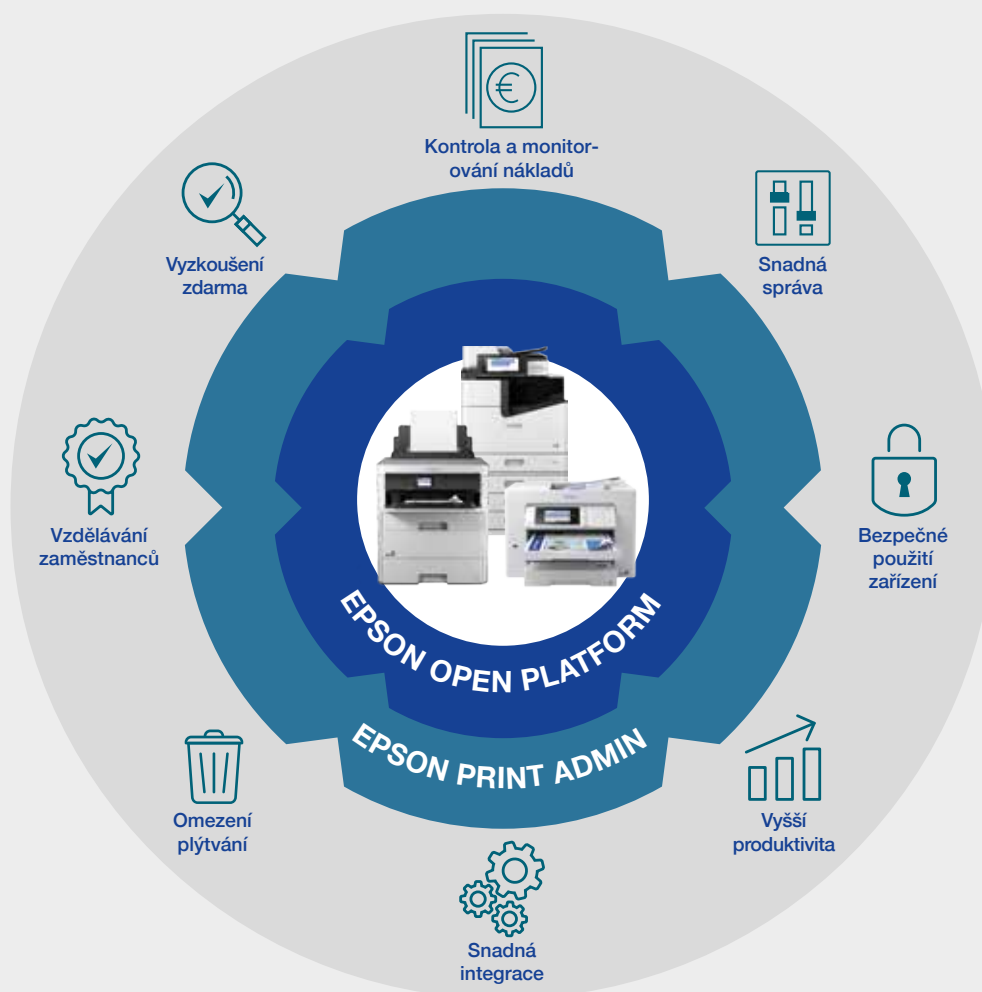 Kontrola a monitor-
ování nákladů
Snadná
správa
Bezpečné
použití
zařízení
Vyšší
produktivita
Snadná
integrace
Omezení
plýtvání
Vzdělávání
zaměstnanců
Vyzkoušení
zdarma
EPSON OPEN PLATFORM
EPSON PRINT ADMIN